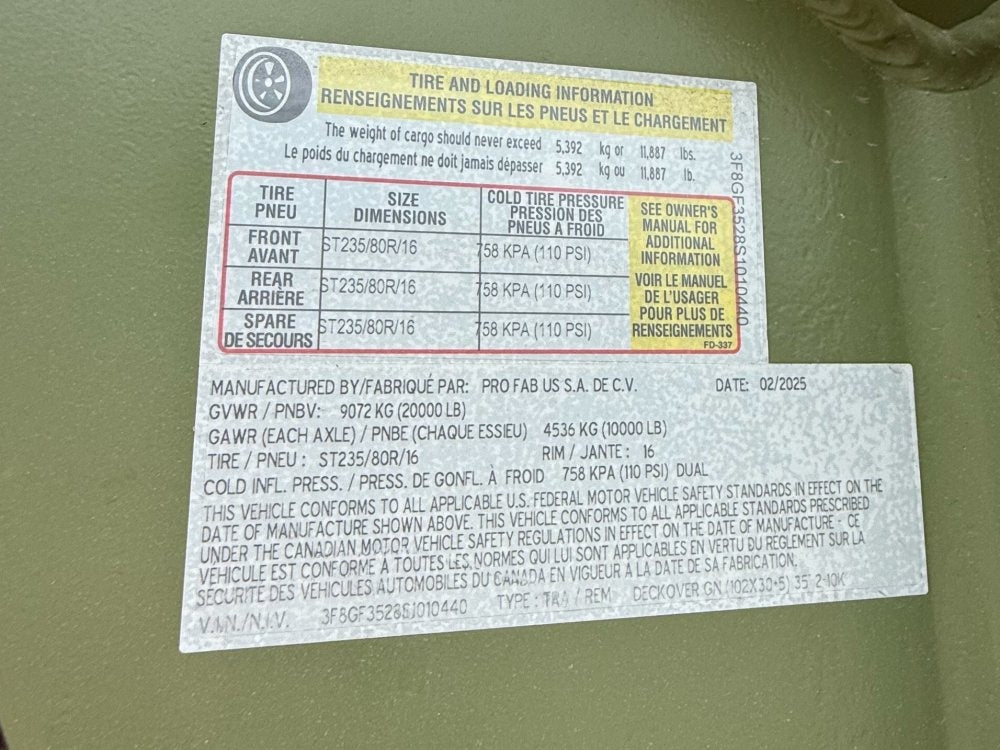 TIRE AND LOADING INFORMATION
RENSEIGNEMENTS SUR LES PNEUS ET LE CHARGEMENT
The weight of cargo should never exceed 5,392 kg or 11,887 lbs.
Le poids du chargement ne doit jamais dépasser 5,392 kg ou 11,887 lb.
TIRE
PNEU
SIZE
DIMENSIONS
COLD TIRE PRESSURE
PRESSION DES
PNEUS A FROID
FRONT
AVANT
ST235/80R/16
758 KPA (110 PSI)
REAR
ARRIÈRE
ST235/80R/16
758 KPA (110 PSI)
SPARE
DE SECOURS
ST235/80R/16
758 KPA (110 PSI)
SEE OWNER'S
MANUAL FOR
ADDITIONAL
INFORMATION
VOIR LE MANUEL
DE L'USAGER
POUR PLUS DE
RENSEIGNEMENTS
FD-337
3F8GF3528S1010440
MANUFACTURED BY/FABRIQUÉ PAR: PRO FAB US S.A. DE C.V. DATE: 02/2025
GVWR / PNBV: 9072 KG (20000 LB)
GAWR (EACH AXLE) / PNBE (CHAQUE ESSIEU) 4536 KG (10000 LB)
TIRE / PNEU : ST235/80R/16 RIM / JANTE : 16
COLD INFL. PRESS. / PRESS. DE GONFL. À FROID 758 KPA (110 PSI) DUAL
THIS VEHICLE CONFORMS TO ALL APPLICABLE U.S. FEDERAL MOTOR VEHICLE SAFETY STANDARDS IN EFFECT ON THE
DATE OF MANUFACTURE SHOWN ABOVE. THIS VEHICLE CONFORMS TO ALL APPLICABLE STANDARDS PRESCRIBED
UNDER THE CANADIAN MOTOR VEHICLE SAFETY REGULATIONS IN EFFECT ON THE DATE OF MANUFACTURE - CE
VÉHICULE EST CONFORME À TOUTES LES NORMES QUI LUI SONT APPLICABLES EN VERTU DU RÈGLEMENT SUR LA
SÉCURITÉ DES VÉHICULES AUTOMOBILES DU CANADA EN VIGUEUR À LA DATE DE SA FABRICATION.
V.I.N./N.I.V. 3F8GF3528S1010440 TYPE : TRA / REM DECKOVER GN (102X30+5) 35' 2-10K